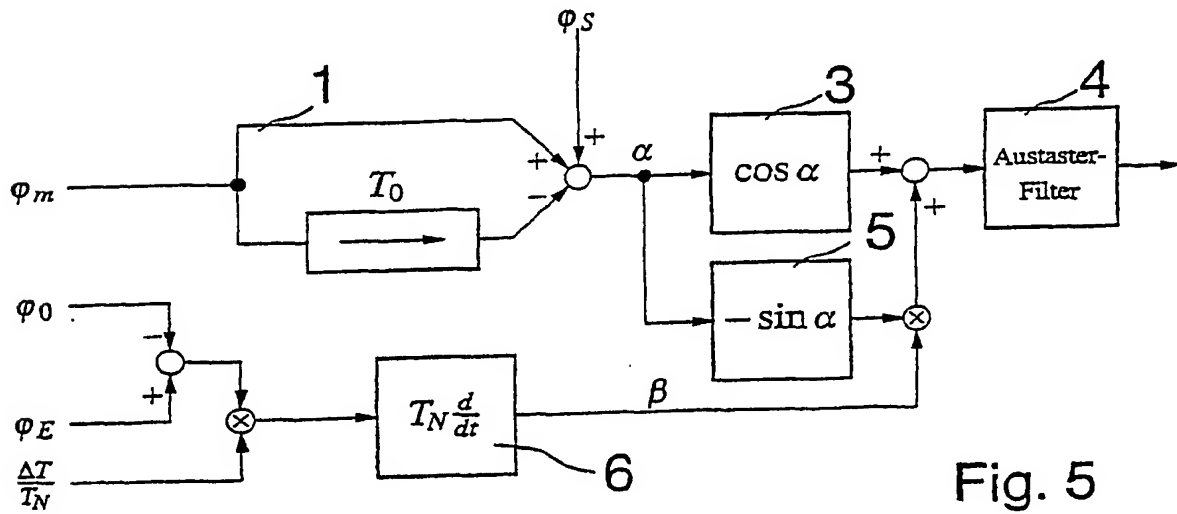 φS
1
3
4
+
+
−
α
cos α
+
+
Austaster-
Filter
φm
T0
5
− sin α
φ0
−
+
φE
TN d/dt
β
ΔT/TN
6
Fig. 5